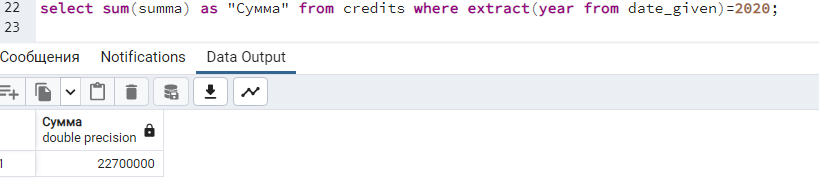 22 select sum(summa) as "Сумма" from credits where extract(year from date_given)=2020;
23
Сообщения Notifications Data Output
Сумма
double precision
1 22700000